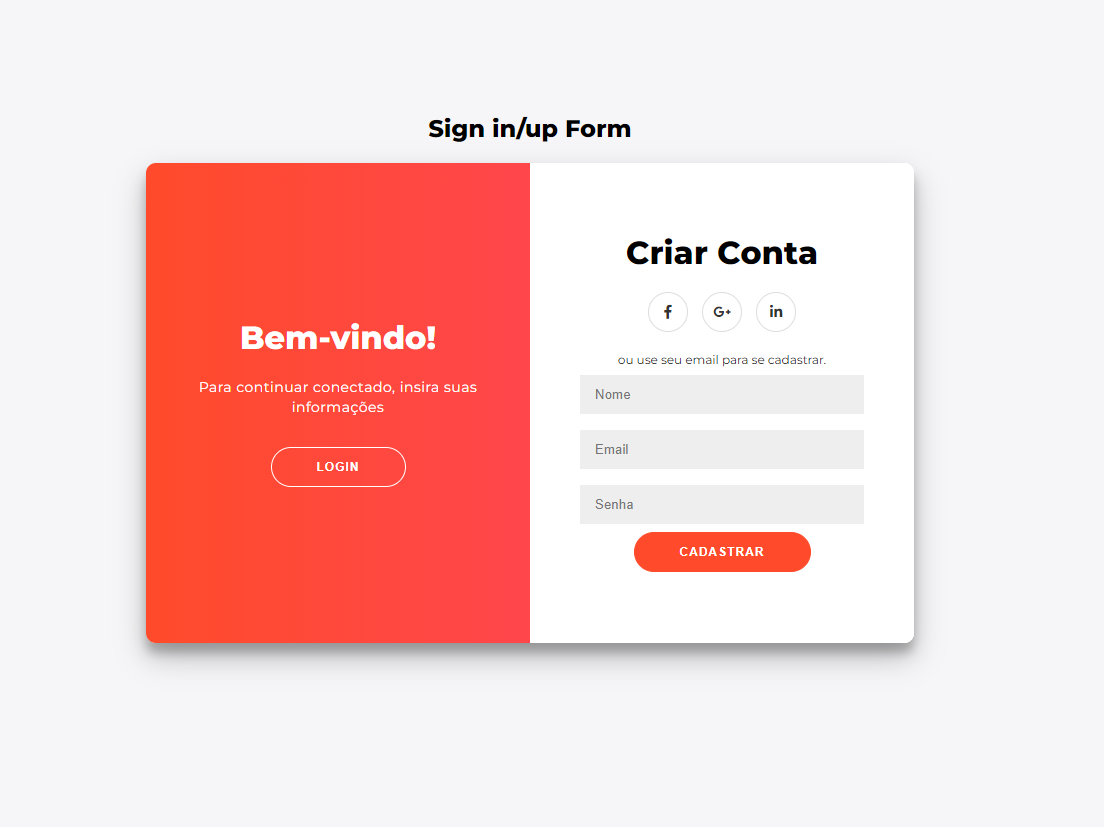 Sign in/up Form
Bem-vindo!
Para continuar conectado, insira suas
informações
LOGIN
Criar Conta
f
G+
in
ou use seu email para se cadastrar.
Nome
Email
Senha
CADASTRAR